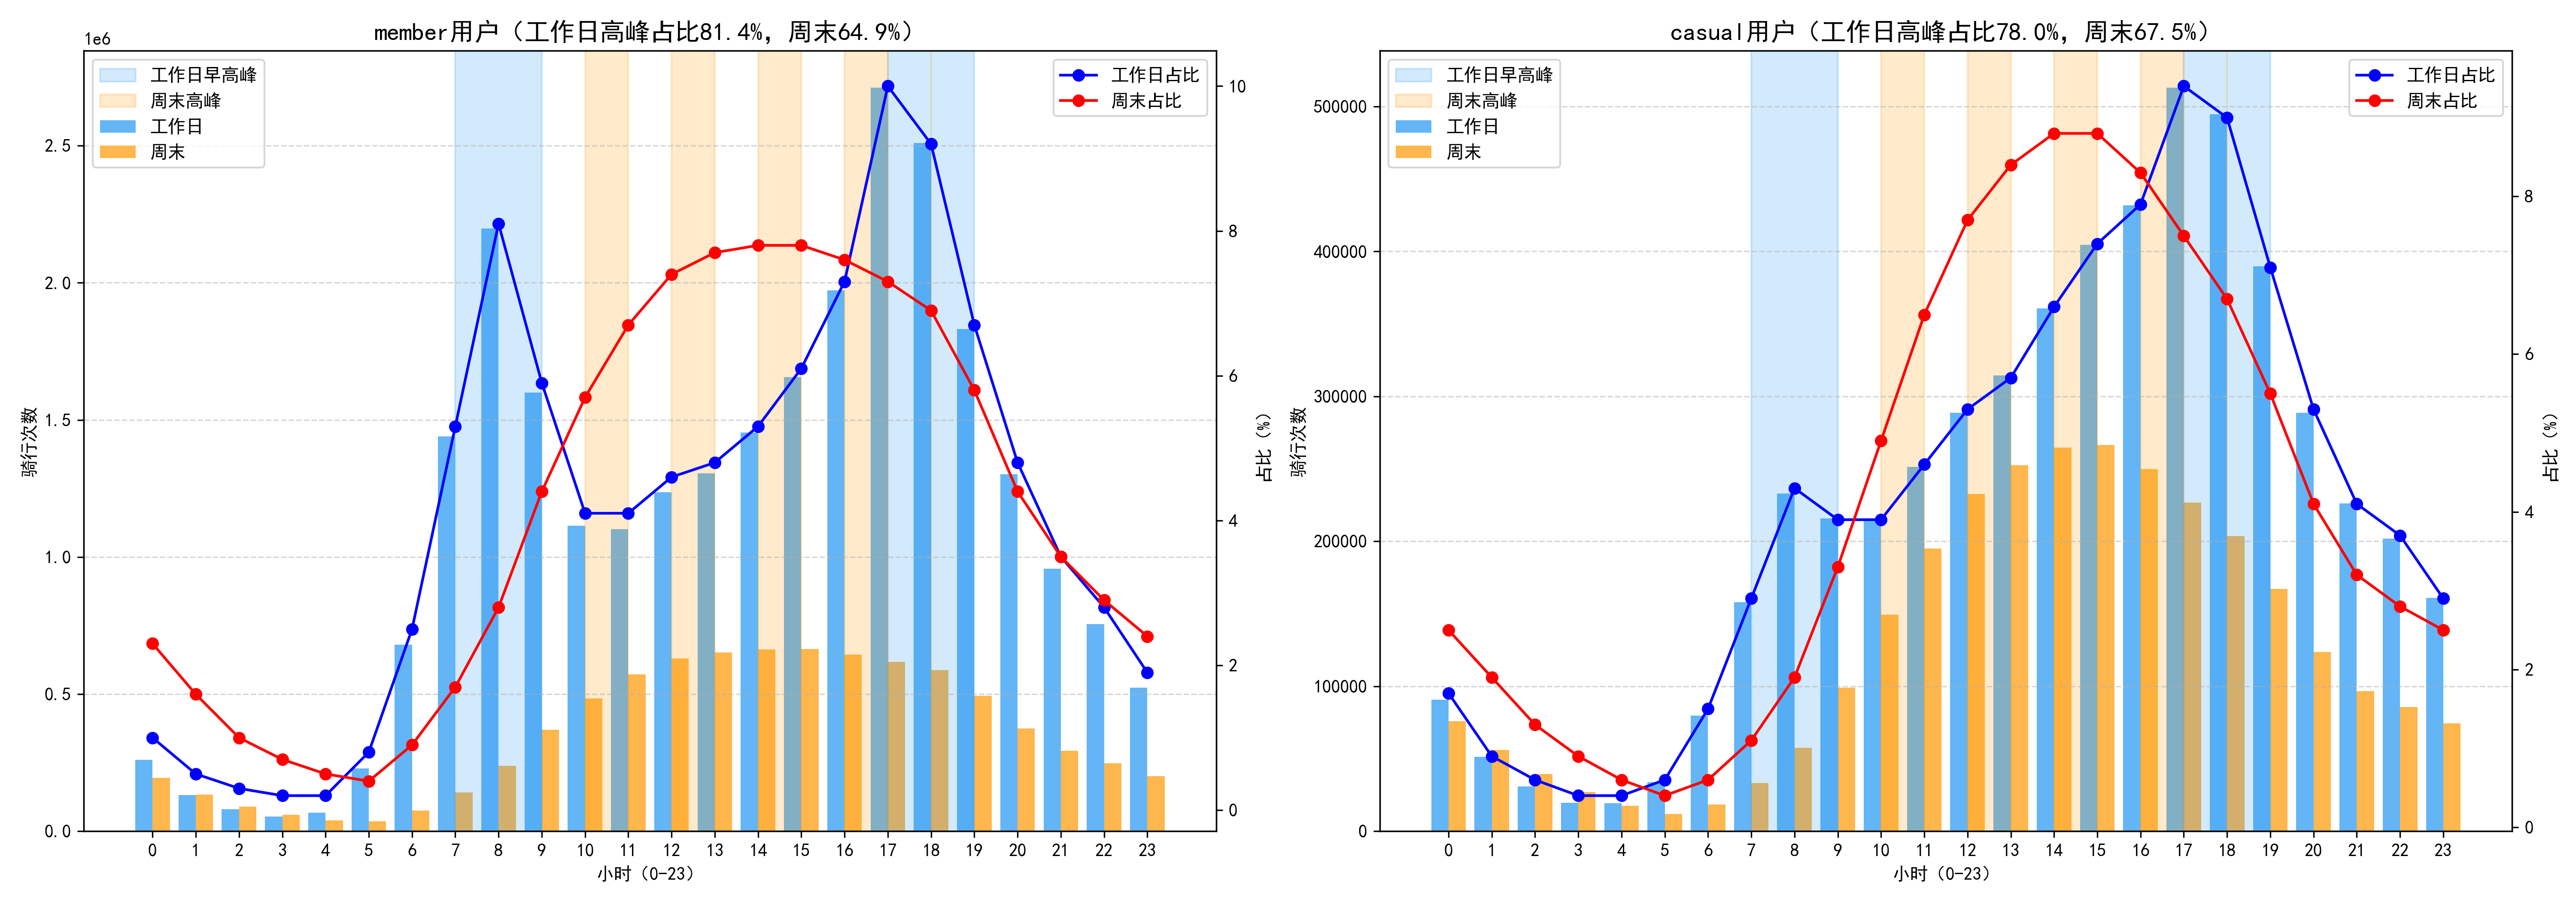 member用户（工作日高峰占比81.4%，周末64.9%）
1e6
工作日早高峰
周末高峰
工作日
周末
工作日占比
周末占比
2.5
2.0
1.5
1.0
0.5
0.0
骑行次数
10
8
6
4
2
0
占比（%）
0 1 2 3 4 5 6 7 8 9 10 11 12 13 14 15 16 17 18 19 20 21 22 23
小时（0-23）
casual用户（工作日高峰占比78.0%，周末67.5%）
工作日早高峰
周末高峰
工作日
周末
工作日占比
周末占比
500000
400000
300000
200000
100000
0
骑行次数
8
6
4
2
0
占比（%）
0 1 2 3 4 5 6 7 8 9 10 11 12 13 14 15 16 17 18 19 20 21 22 23
小时（0-23）